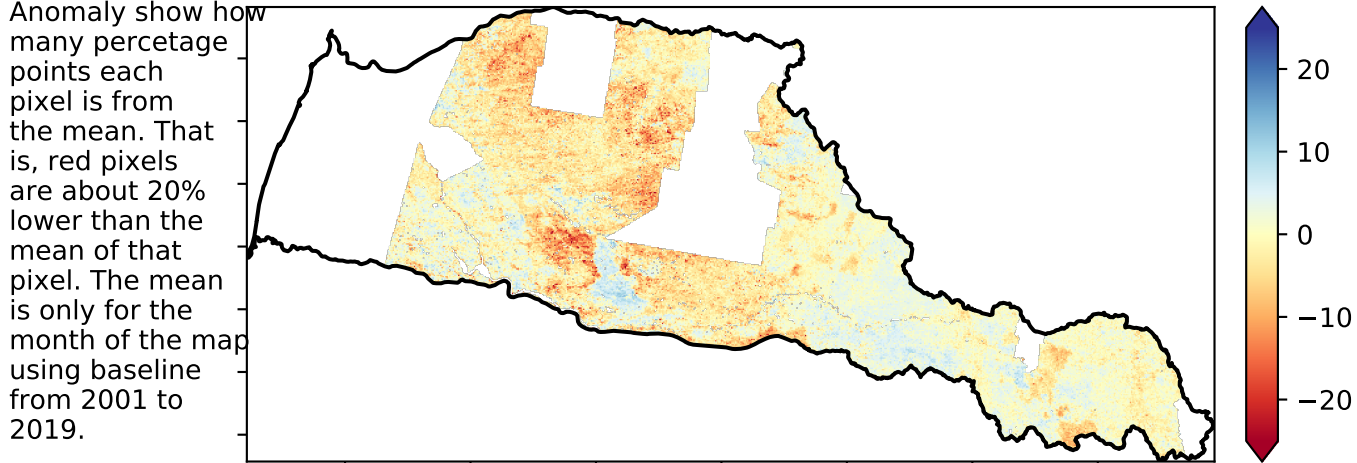 Anomaly show how
many percetage
points each
pixel is from
the mean. That
is, red pixels
are about 20%
lower than the
mean of that
pixel. The mean
is only for the
month of the map
using baseline
from 2001 to
2019.
20
10
0
−10
−20